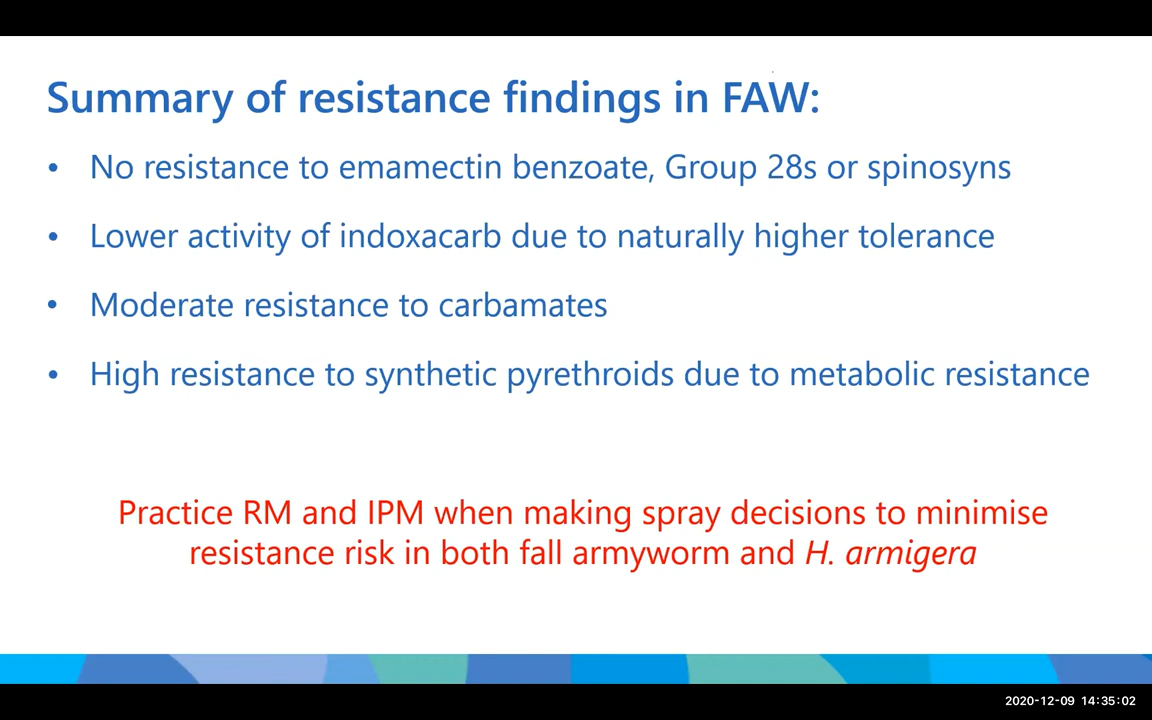 Summary of resistance findings in FAW:
• No resistance to emamectin benzoate, Group 28s or spinosyns
• Lower activity of indoxacarb due to naturally higher tolerance
• Moderate resistance to carbamates
• High resistance to synthetic pyrethroids due to metabolic resistance
Practice RM and IPM when making spray decisions to minimise
resistance risk in both fall armyworm and H. armigera
2020-12-09 14:35:02